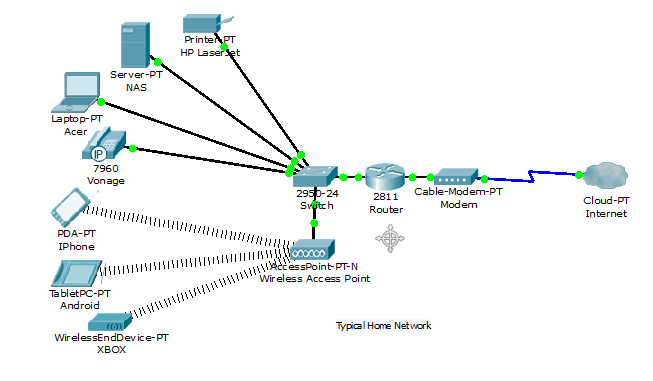 Printer-PT
HP LaserJet
Server-PT
NAS
Laptop-PT
Acer
IP
7960
Vonage
2950-24
Switch
2811
Router
Cable-Modem-PT
Modem
Cloud-PT
Internet
PDA-PT
IPhone
AccessPoint-PT-N
Wireless Access Point
TabletPC-PT
Android
WirelessEndDevice-PT
XBOX
Typical Home Network